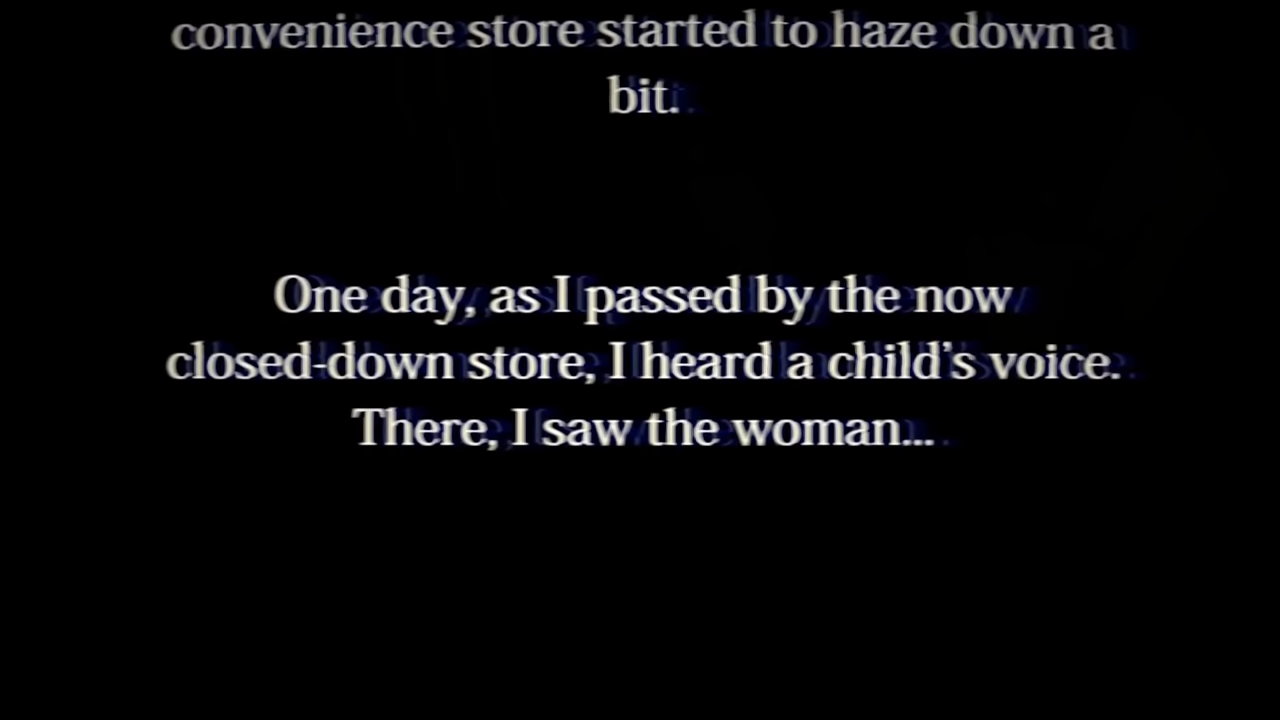 convenience store started to haze down a
bit.
One day, as I passed by the now
closed-down store, I heard a child's voice.
There, I saw the woman...